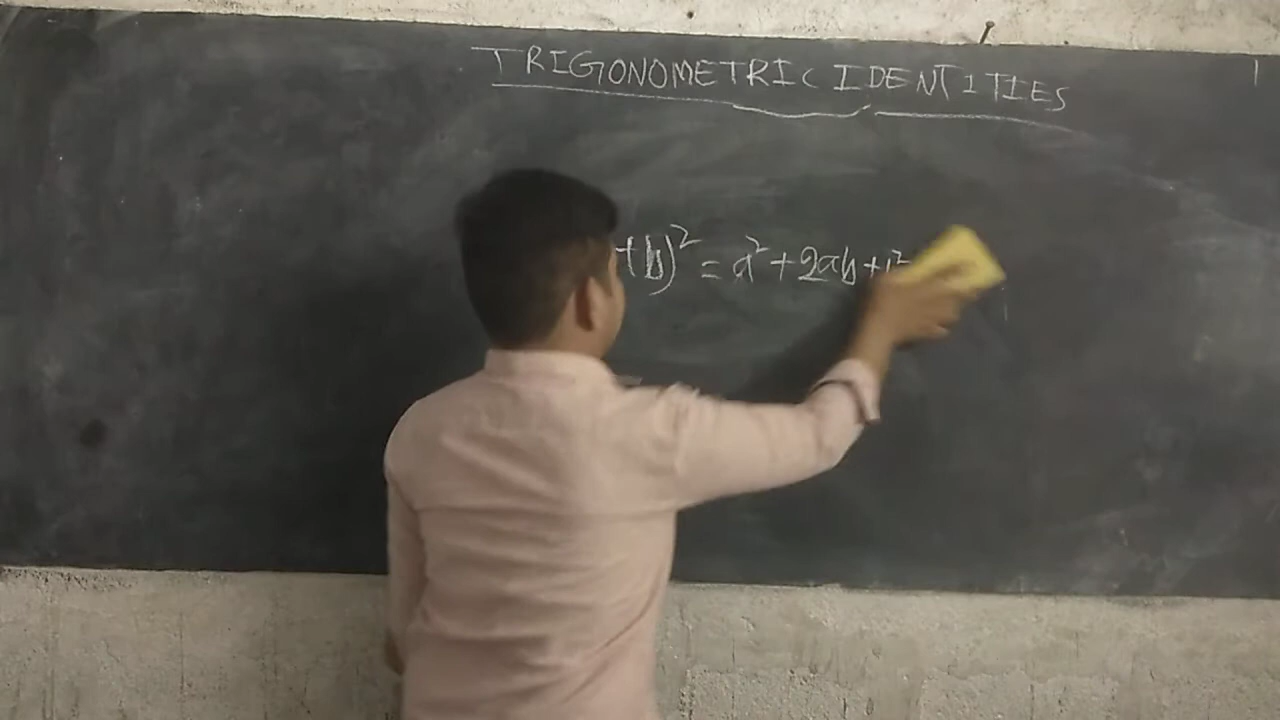 TRIGONOMETRIC IDENTITIES
+b)² = a² + 2ab +